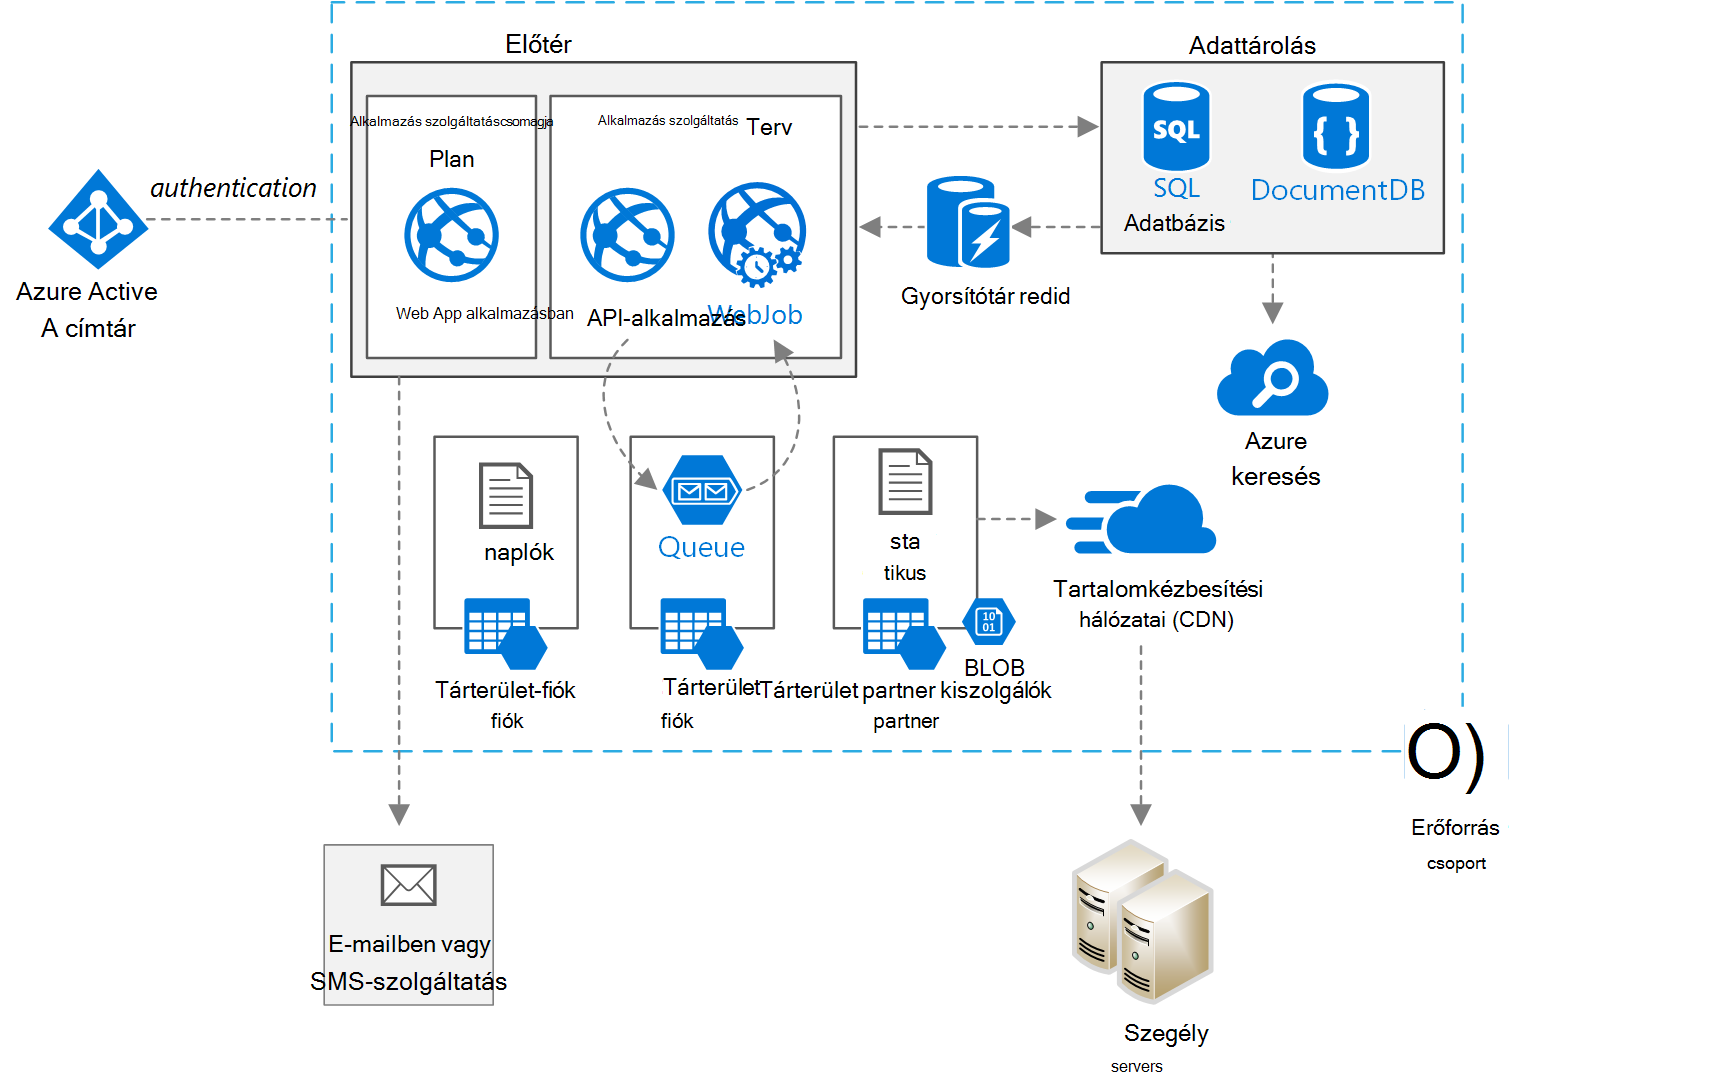 Előtér
Adattárolás
Alkalmazás szolgáltatáscsomagja
Plan
Alkalmazás szolgáltatás
Terv
authentication
Azure Active
A címtár
Web App alkalmazásban
API-alkalmazás
WebJob
Gyorsítótár redid
SQL
SQL
Adatbázis
DocumentDB
Azure
keresés
naplók
Queue
sta
tikus
Tartalomkézbesítési
hálózatai (CDN)
10
01
BLOB
Tárterület-fiók
fiók
Tárterület
fiók
Tárterület partner kiszolgálók
partner
O)
Erőforrás
csoport
E-mailben vagy
SMS-szolgáltatás
Szegély
servers